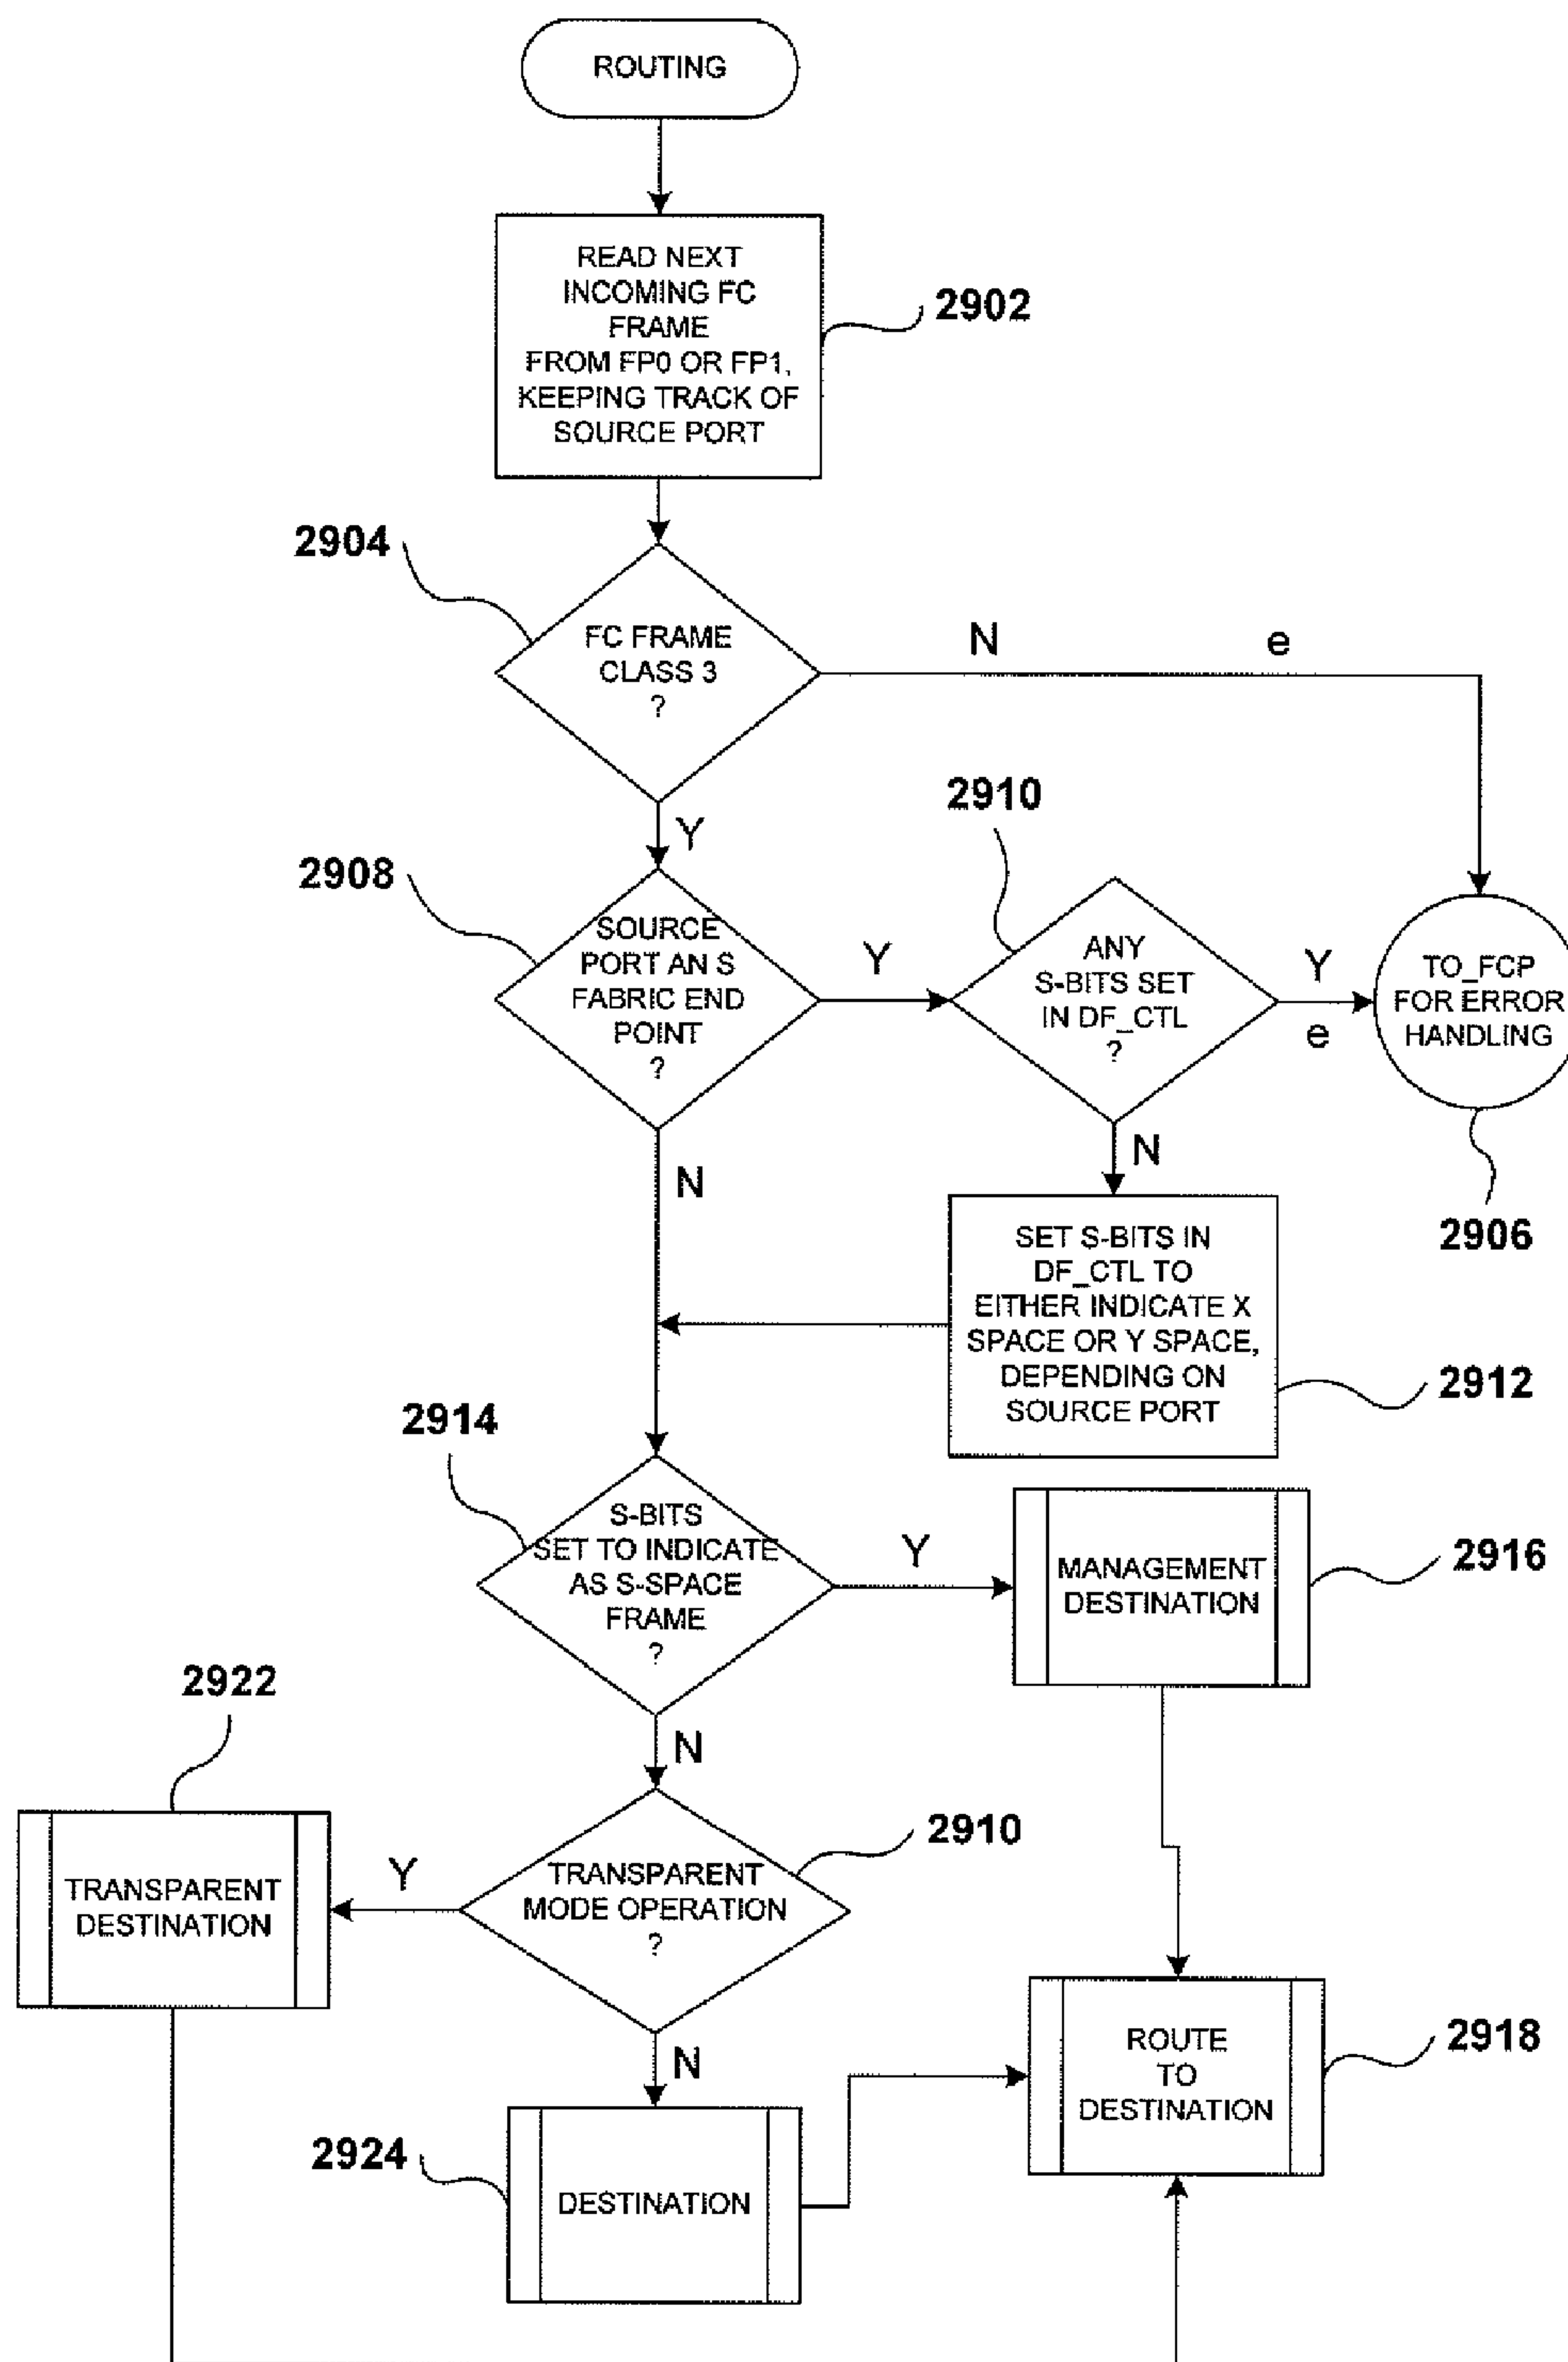 ROUTING
READ NEXT
INCOMING FC
FRAME
FROM FP0 OR FP1,
KEEPING TRACK OF
SOURCE PORT
2902
2904
FC FRAME
CLASS 3
?
N
e
Y
2908
SOURCE
PORT AN S
FABRIC END
POINT
?
Y
N
2910
ANY
S-BITS SET
IN DF_CTL
?
Y
e
N
TO_FCP
FOR ERROR
HANDLING
2906
SET S-BITS IN
DF_CTL TO
EITHER INDICATE X
SPACE OR Y SPACE,
DEPENDING ON
SOURCE PORT
2912
2914
S-BITS
SET TO INDICATE
AS S-SPACE
FRAME
?
Y
N
MANAGEMENT
DESTINATION
2916
2922
TRANSPARENT
DESTINATION
Y
TRANSPARENT
MODE OPERATION
?
2910
N
2924
DESTINATION
ROUTE
TO
DESTINATION
2918